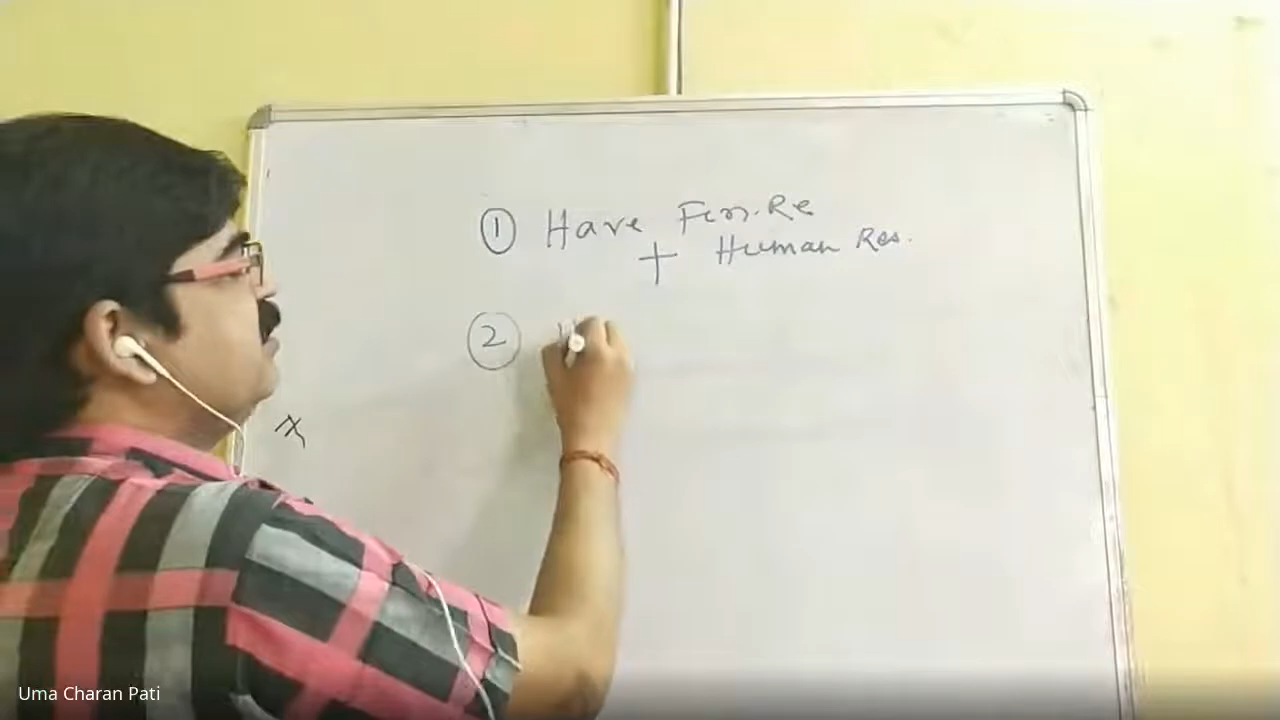 ① Have Fin.Re
+ Human Res.
②
Uma Charan Pati